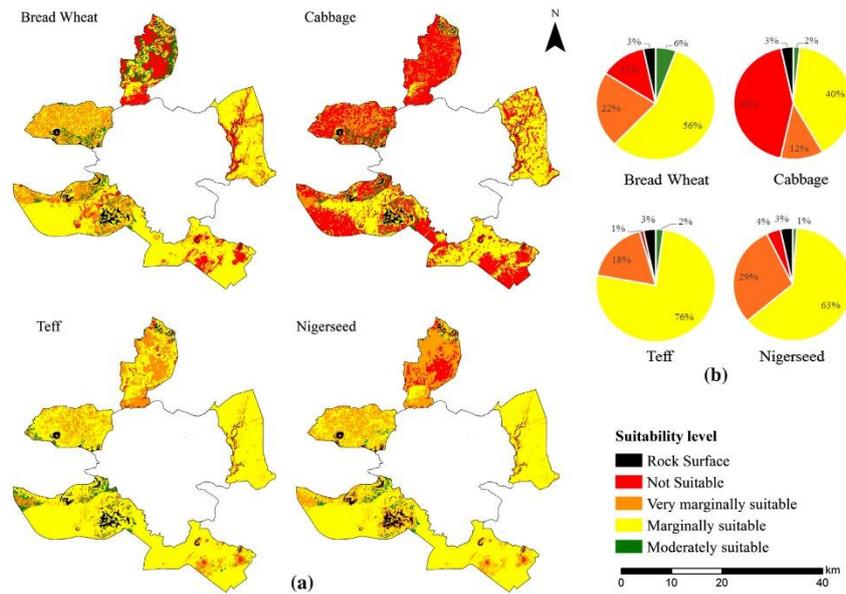 Bread Wheat
Cabbage
N
Teff
Nigerseed
(a)
3%
6%
22%
56%
Bread Wheat
3%
2%
40%
12%
Cabbage
1%
3%
2%
18%
76%
Teff
4%
3%
1%
29%
63%
Nigerseed
(b)
Suitability level
Rock Surface
Not Suitable
Very marginally suitable
Marginally suitable
Moderately suitable
km
0
10
20
40